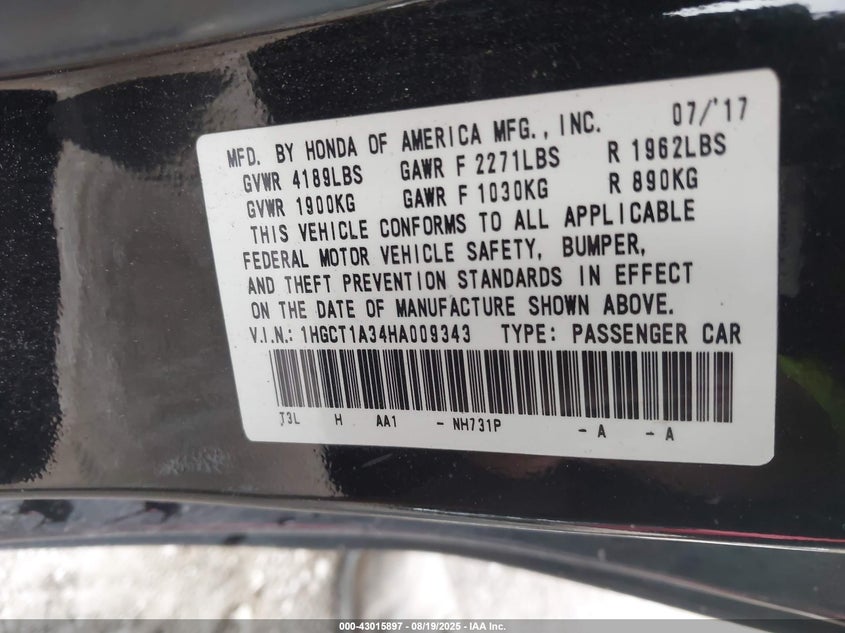 MFD. BY HONDA OF AMERICA MFG., INC. 07/'17
GVWR 4189LBS GAWR F 2271LBS R 1962LBS
GVWR 1900KG GAWR F 1030KG R 890KG
THIS VEHICLE CONFORMS TO ALL APPLICABLE
FEDERAL MOTOR VEHICLE SAFETY, BUMPER,
AND THEFT PREVENTION STANDARDS IN EFFECT
ON THE DATE OF MANUFACTURE SHOWN ABOVE.
V.I.N.: 1HGCT1A34HA009343 TYPE: PASSENGER CAR
T3L H AA1 - NH731P - A - A
000-43015897 - 08/19/2025 - IAA Inc.